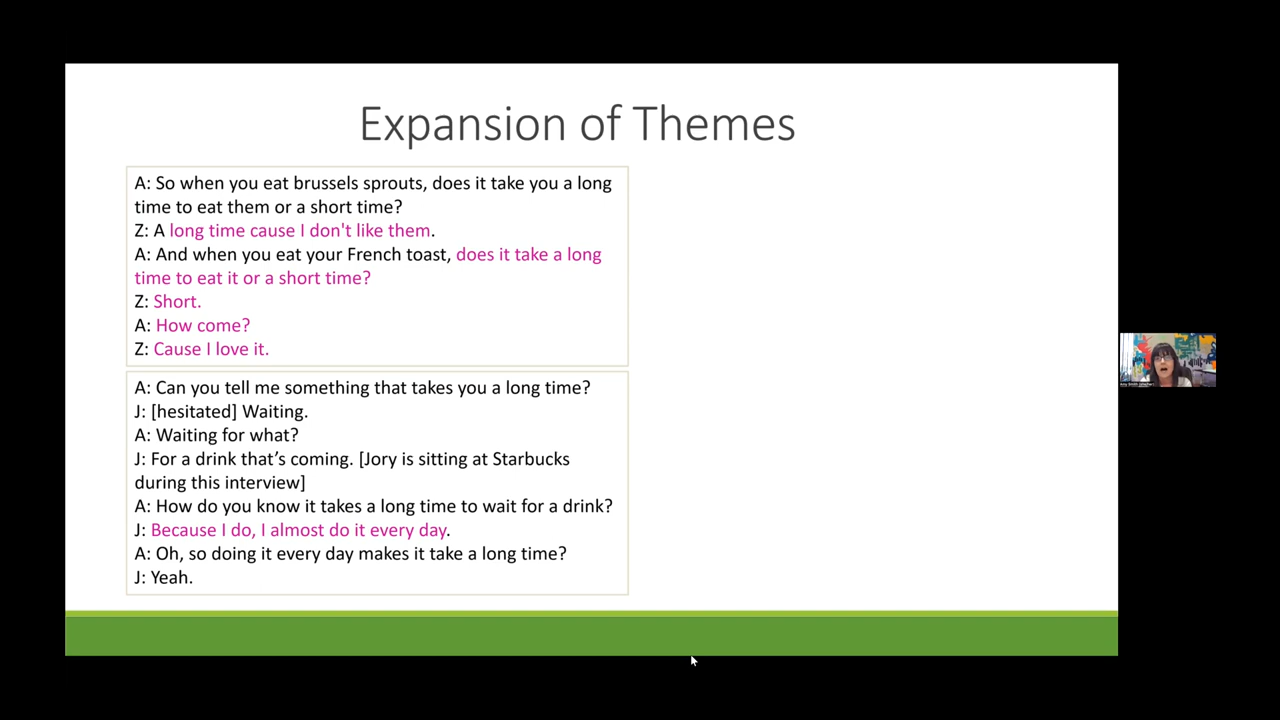 Expansion of Themes
A: So when you eat brussels sprouts, does it take you a long
time to eat them or a short time?
Z: A long time cause I don't like them.
A: And when you eat your French toast, does it take a long
time to eat it or a short time?
Z: Short.
A: How come?
Z: Cause I love it.
A: Can you tell me something that takes you a long time?
J: [hesitated] Waiting.
A: Waiting for what?
J: For a drink that’s coming. [Jory is sitting at Starbucks
during this interview]
A: How do you know it takes a long time to wait for a drink?
J: Because I do, I almost do it every day.
A: Oh, so doing it every day makes it take a long time?
J: Yeah.